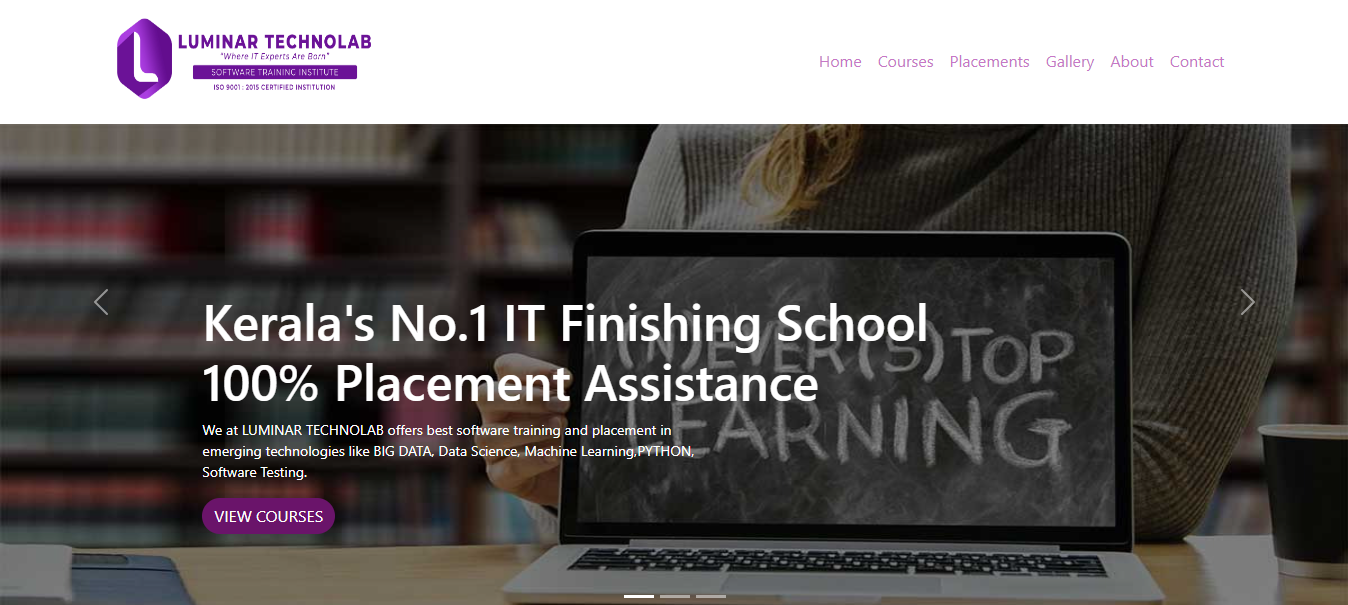 LUMINAR TECHNOLAB
"Where IT Experts Are Born"
SOFTWARE TRAINING INSTITUTE
ISO 9001 : 2015 CERTIFIED INSTITUTION
Home Courses Placements Gallery About Contact
Kerala's No.1 IT Finishing School
100% Placement Assistance
(N)EVER (S)TOP
LEARNING
We at LUMINAR TECHNOLAB offers best software training and placement in
emerging technologies like BIG DATA, Data Science, Machine Learning,PYTHON,
Software Testing.
VIEW COURSES